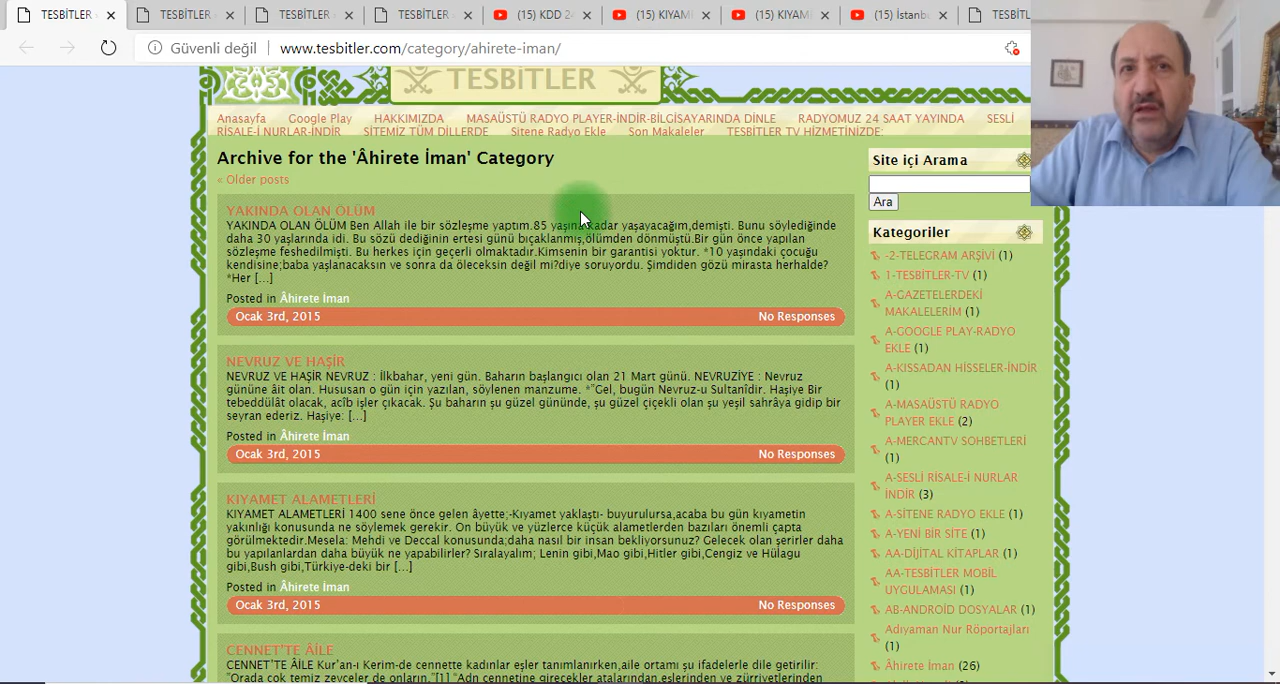 TESBİTLER
TESBİTLER
TESBİTLER
TESBİTLER
(15) KDD 24
(15) KIYAM
(15) KIYAMI
(15) İstanb
TESBİTL
Güvenli değil
www.tesbitler.com/category/ahirete-iman/
TESBITLER
Anasayfa Google Play HAKKIMIZDA MASAÜSTÜ RADYO PLAYER-İNDİR-BİLGİSAYARINDA DİNLE RADYOMUZ 24 SAAT YAYINDA SESLİ
RİSALE-İ NURLAR-İNDİR SİTEMİZ TÜM DİLLERDE Sitene Radyo Ekle Son Makaleler TESBİTLER TV HİZMETİNİZDE:
Archive for the 'Âhirete İman' Category
« Older posts
YAKINDA OLAN ÖLÜM
YAKINDA OLAN ÖLÜM Ben Allah ile bir sözleşme yaptım.85 yaşına kadar yaşayacağım,demişti. Bunu söylediğinde
daha 30 yaşlarında idi. Bu sözü dediğinin ertesi günü bıçaklanmış,ölümden dönmüştü.Bir gün önce yapılan
sözleşme feshedilmişti. Bu herkes için geçerli olmaktadır.Kimsenin bir garantisi yoktur. *10 yaşındaki çocuğu
kendisine;baba yaşlanacaksın ve sonra da öleceksin değil mi?diye soruyordu. Şimdiden gözü mirasta herhalde?
*Her [...]
Posted in Âhirete İman
Ocak 3rd, 2015 No Responses
NEVRUZ VE HAŞİR
NEVRUZ VE HAŞİR NEVRUZ : İlkbahar, yeni gün. Baharın başlangıcı olan 21 Mart günü. NEVRUZİYE : Nevruz
gününe âit olan. Hususan o gün için yazılan, söylenen manzume. *"Gel, bugün Nevruz-u Sultanîdir. Haşiye Bir
tebeddülât olacak, acîb işler çıkacak. Şu baharın şu güzel gününde, şu güzel çiçekli olan şu yeşil sahrâya gidip bir
seyran ederiz. Haşiye: [...]
Posted in Âhirete İman
Ocak 3rd, 2015 No Responses
KIYAMET ALAMETLERİ
KIYAMET ALAMETLERİ 1400 sene önce gelen âyette;-Kıyamet yaklaştı- buyurulursa,acaba bu gün kıyametin
yakınlığı konusunda ne söylemek gerekir. On büyük ve yüzlerce küçük alametlerden bazıları önemli çapta
görülmektedir.Mesela: Mehdi ve Deccal konusunda;daha nasıl bir insan bekliyorsunuz? Gelecek olan şerirler daha
bu yapılanlardan daha büyük ne yapabilirler? Sıralayalım; Lenin gibi,Mao gibi,Hitler gibi,Cengiz ve Hülagu
gibi,Bush gibi,Türkiye-deki bir [...]
Posted in Âhirete İman
Ocak 3rd, 2015 No Responses
CENNET'TE ÂİLE
CENNET'TE ÂİLE Kur'an-ı Kerim-de cennette kadınlar eşler tanımlanırken,aile ortamı şu ifadelerle dile getirilir:
"Orada çok temiz zevceler de onların."[1] "Adn cennetine girecekler atalarından,eşlerinden ve zürriyetlerinden
Site içi Arama
Ara
Kategoriler
-2-TELEGRAM ARŞİVİ (1)
1-TESBİTLER-TV (1)
A-GAZETELERDEKİ
MAKALELERİM (1)
A-GOOGLE PLAY-RADYO
EKLE (1)
A-KISSADAN HİSSELER-İNDİR
(1)
A-MASAÜSTÜ RADYO
PLAYER EKLE (2)
A-MERCANTV SOHBETLERİ
(1)
A-SESLİ RİSALE-İ NURLAR
İNDİR (3)
A-SİTENE RADYO EKLE (1)
A-YENİ BİR SİTE (1)
AA-DİJİTAL KİTAPLAR (1)
AA-TESBİTLER MOBİL
UYGULAMASI (1)
AB-ANDROİD DOSYALAR (1)
Adıyaman Nur Röportajları
(1)
Âhirete İman (26)